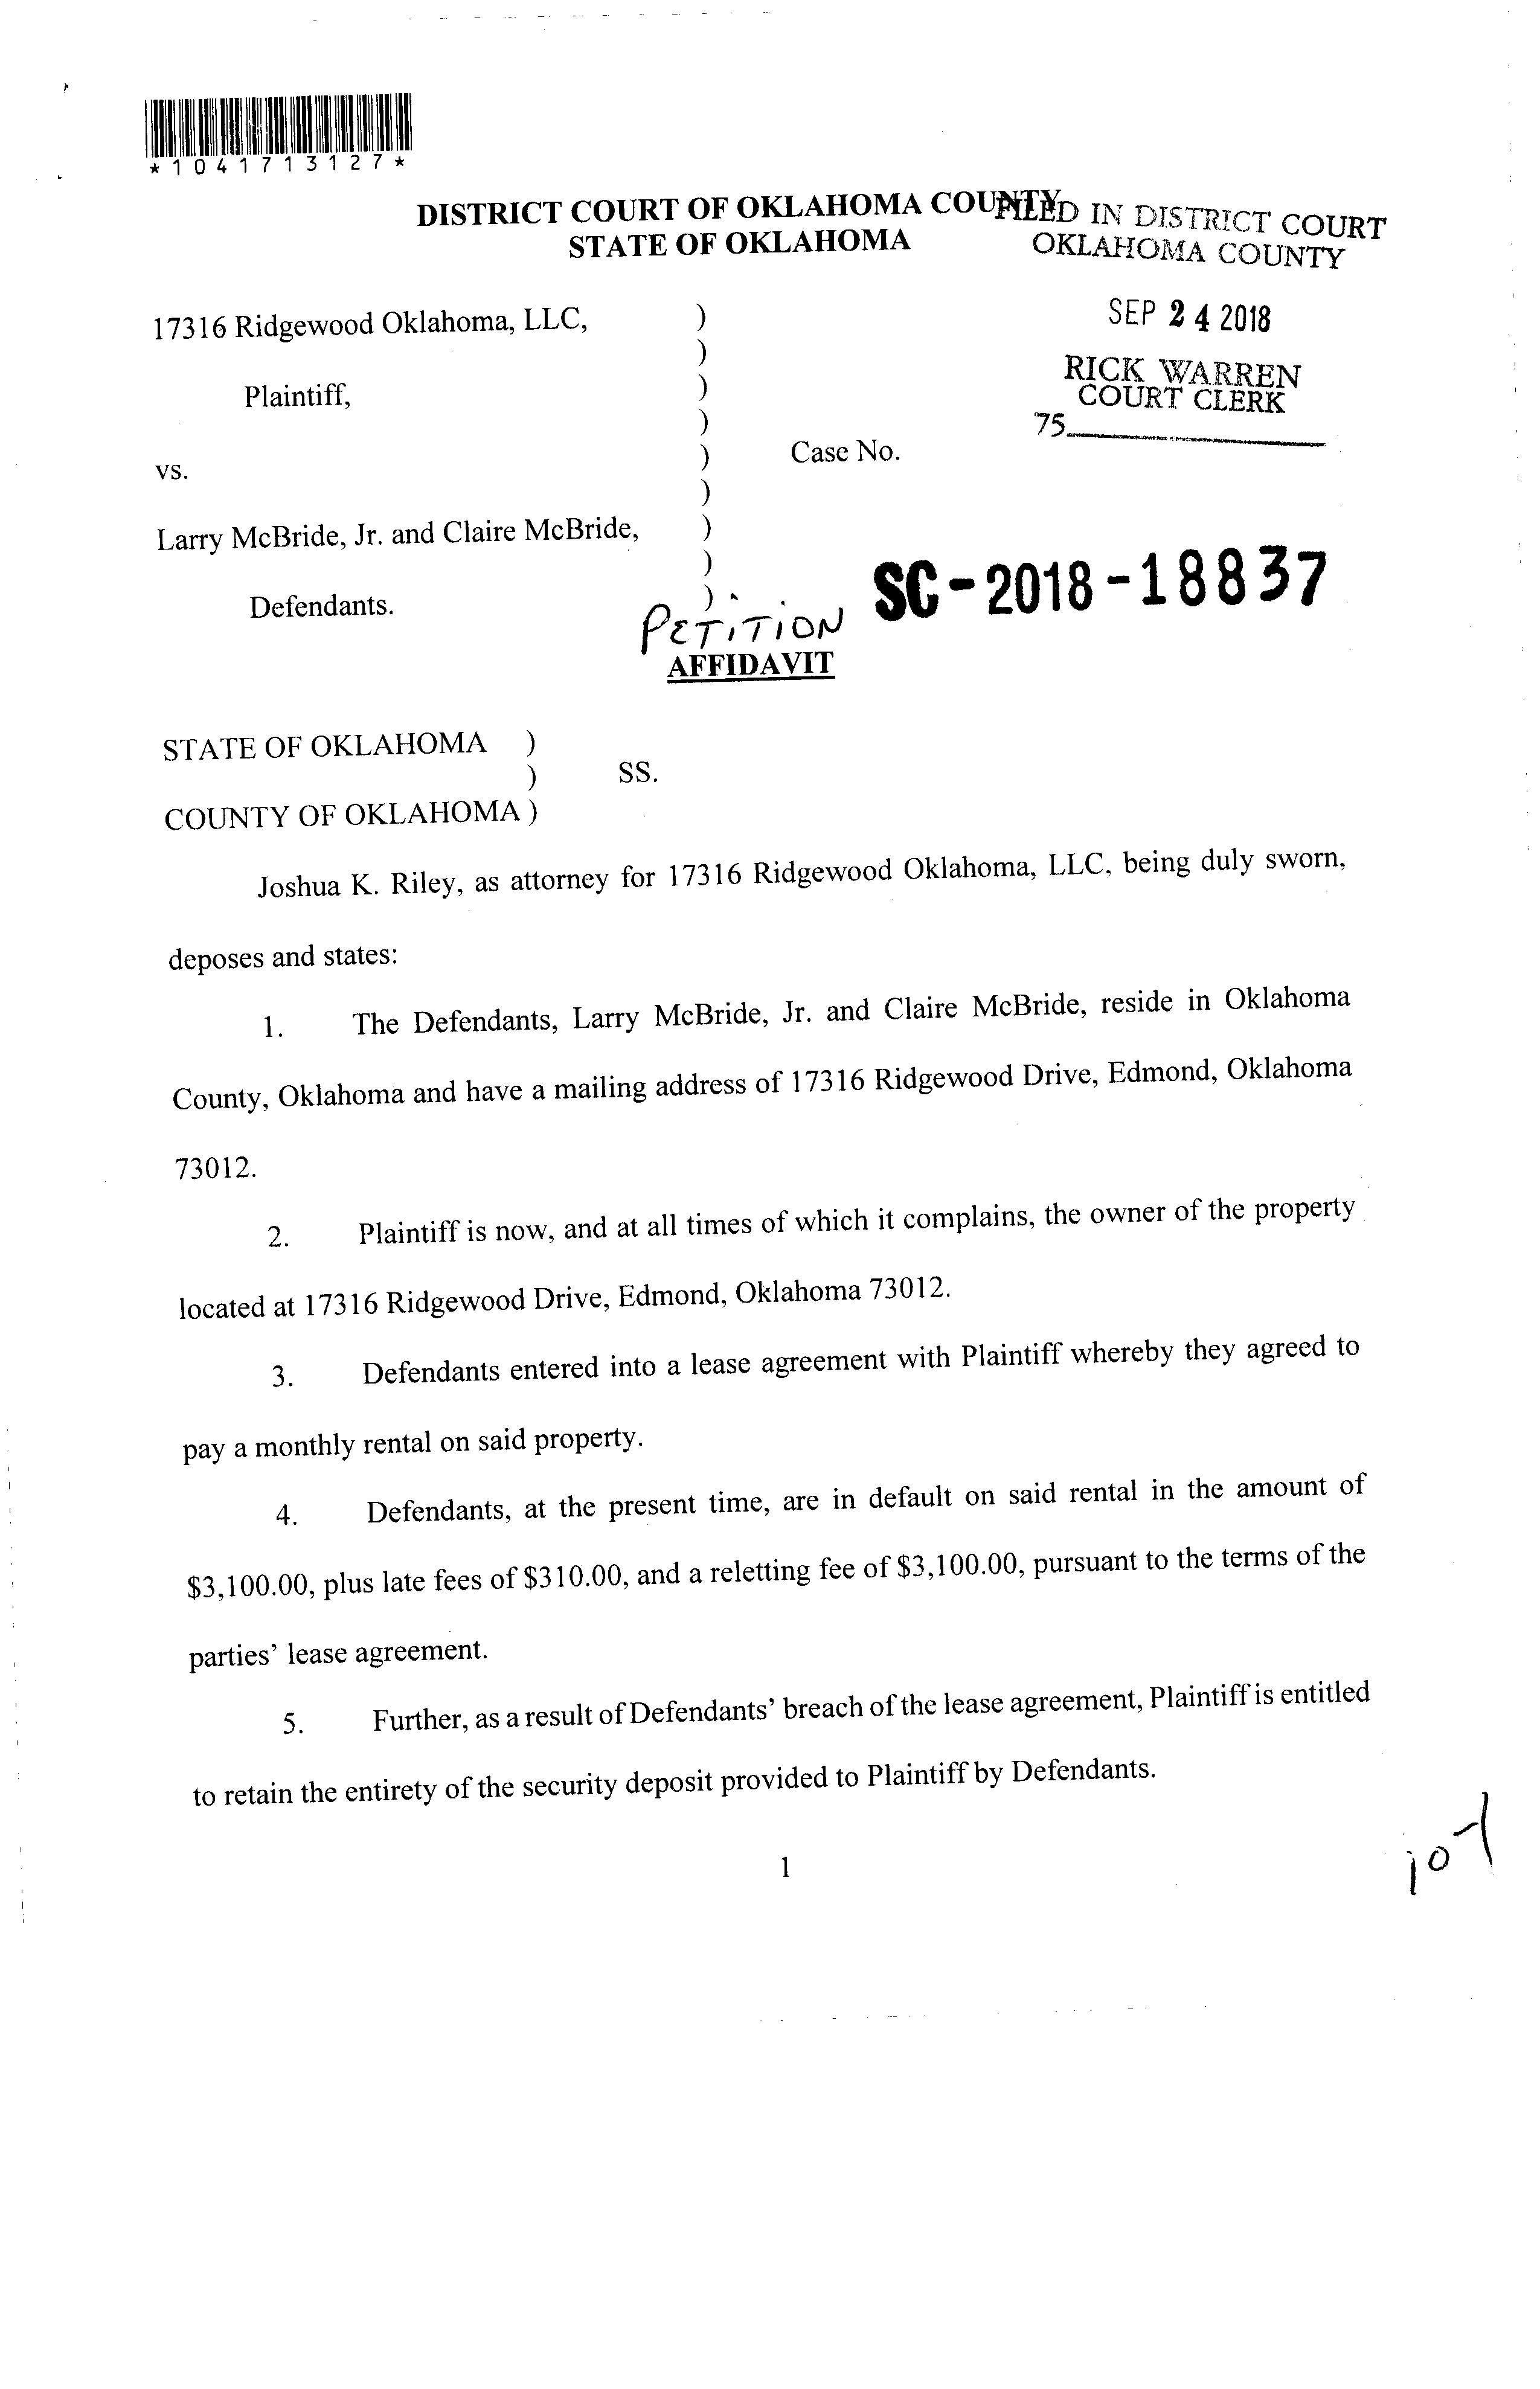 *1041713127*
DISTRICT COURT OF OKLAHOMA COUNTY
STATE OF OKLAHOMA
FILED IN DISTRICT COURT
OKLAHOMA COUNTY
SEP 24 2018
RICK WARREN
COURT CLERK
75
17316 Ridgewood Oklahoma, LLC, )
)
Plaintiff, )
)
vs. ) Case No.
)
Larry McBride, Jr. and Claire McBride, )
)
Defendants. )
SC-2018-18837
PETITION
AFFIDAVIT
STATE OF OKLAHOMA )
) SS.
COUNTY OF OKLAHOMA )
Joshua K. Riley, as attorney for 17316 Ridgewood Oklahoma, LLC, being duly sworn,
deposes and states:
1. The Defendants, Larry McBride, Jr. and Claire McBride, reside in Oklahoma
County, Oklahoma and have a mailing address of 17316 Ridgewood Drive, Edmond, Oklahoma
73012.
2. Plaintiff is now, and at all times of which it complains, the owner of the property
located at 17316 Ridgewood Drive, Edmond, Oklahoma 73012.
3. Defendants entered into a lease agreement with Plaintiff whereby they agreed to
pay a monthly rental on said property.
4. Defendants, at the present time, are in default on said rental in the amount of
$3,100.00, plus late fees of $310.00, and a reletting fee of $3,100.00, pursuant to the terms of the
parties’ lease agreement.
5. Further, as a result of Defendants’ breach of the lease agreement, Plaintiff is entitled
to retain the entirety of the security deposit provided to Plaintiff by Defendants.
1